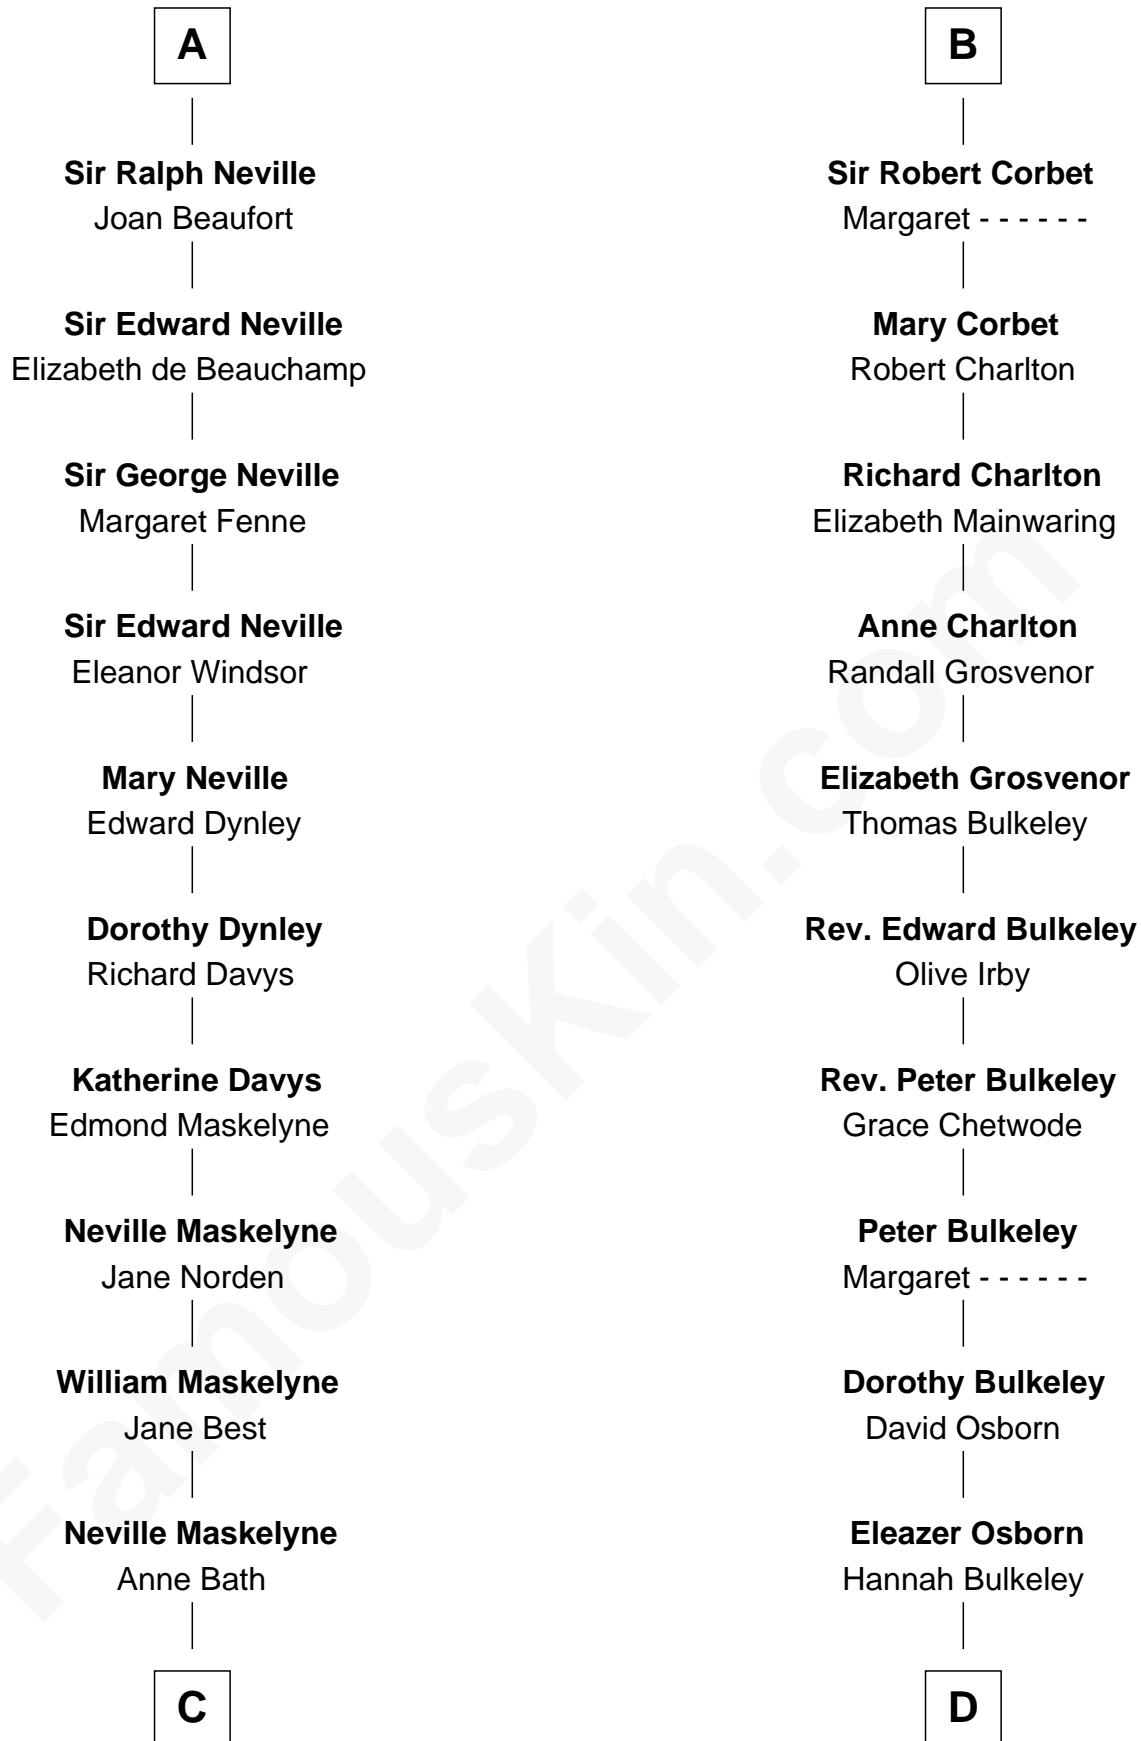 A
Sir Ralph Neville
Joan Beaufort
Sir Edward Neville
Elizabeth de Beauchamp
Sir George Neville
Margaret Fenne
Sir Edward Neville
Eleanor Windsor
Mary Neville
Edward Dynley
Dorothy Dynley
Richard Davys
Katherine Davys
Edmond Maskelyne
Neville Maskelyne
Jane Norden
William Maskelyne
Jane Best
Neville Maskelyne
Anne Bath
C
B
Sir Robert Corbet
Margaret - - - - - -
Mary Corbet
Robert Charlton
Richard Charlton
Elizabeth Mainwaring
Anne Charlton
Randall Grosvenor
Elizabeth Grosvenor
Thomas Bulkeley
Rev. Edward Bulkeley
Olive Irby
Rev. Peter Bulkeley
Grace Chetwode
Peter Bulkeley
Margaret - - - - - -
Dorothy Bulkeley
David Osborn
Eleazer Osborn
Hannah Bulkeley
D
FamousKin.com